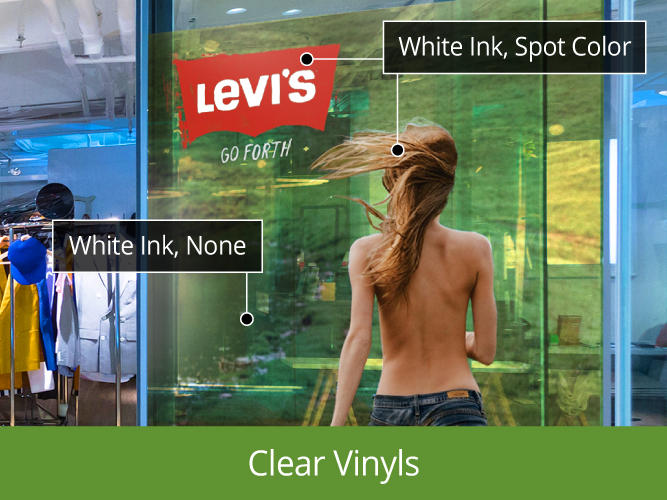 White Ink, Spot Color
LEVI'S
GO FORTH
White Ink, None
Clear Vinyls